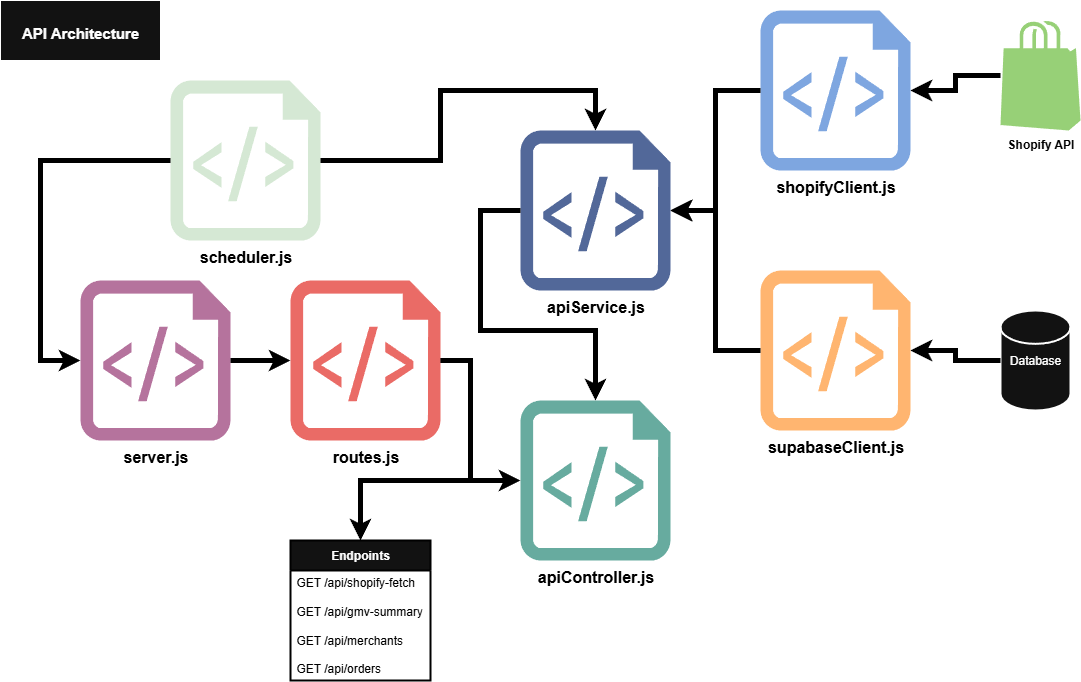 API Architecture
</>
Shopify API
shopifyClient.js
</>
scheduler.js
</>
apiService.js
</>
Database
supabaseClient.js
</>
server.js
</>
routes.js
</>
apiController.js
Endpoints
GET /api/shopify-fetch
GET /api/gmv-summary
GET /api/merchants
GET /api/orders